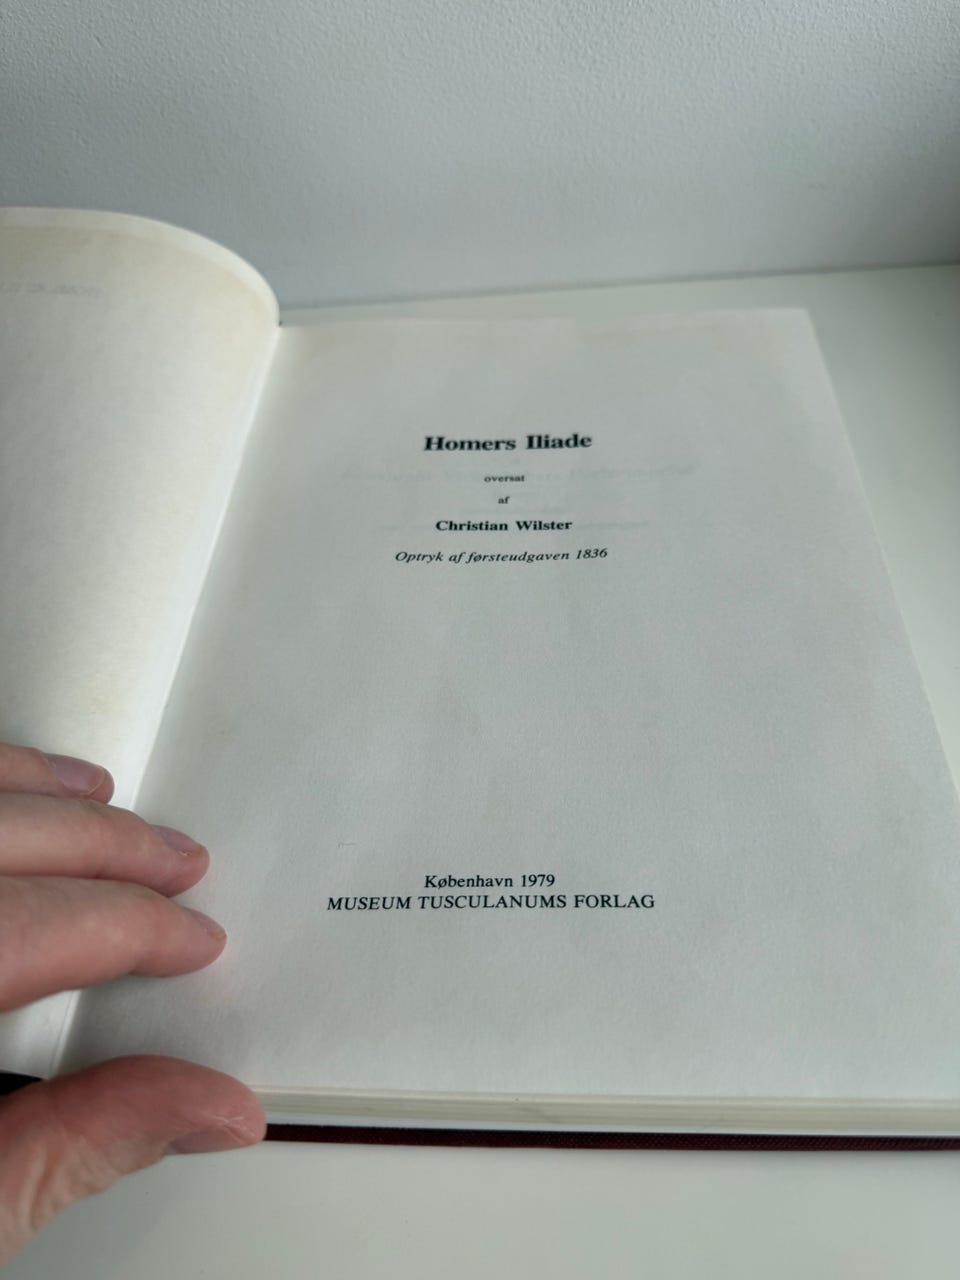 Homers Iliade
oversat
af
Christian Wilster
Optryk af førsteudgaven 1836
København 1979
MUSEUM TUSCULANUMS FORLAG